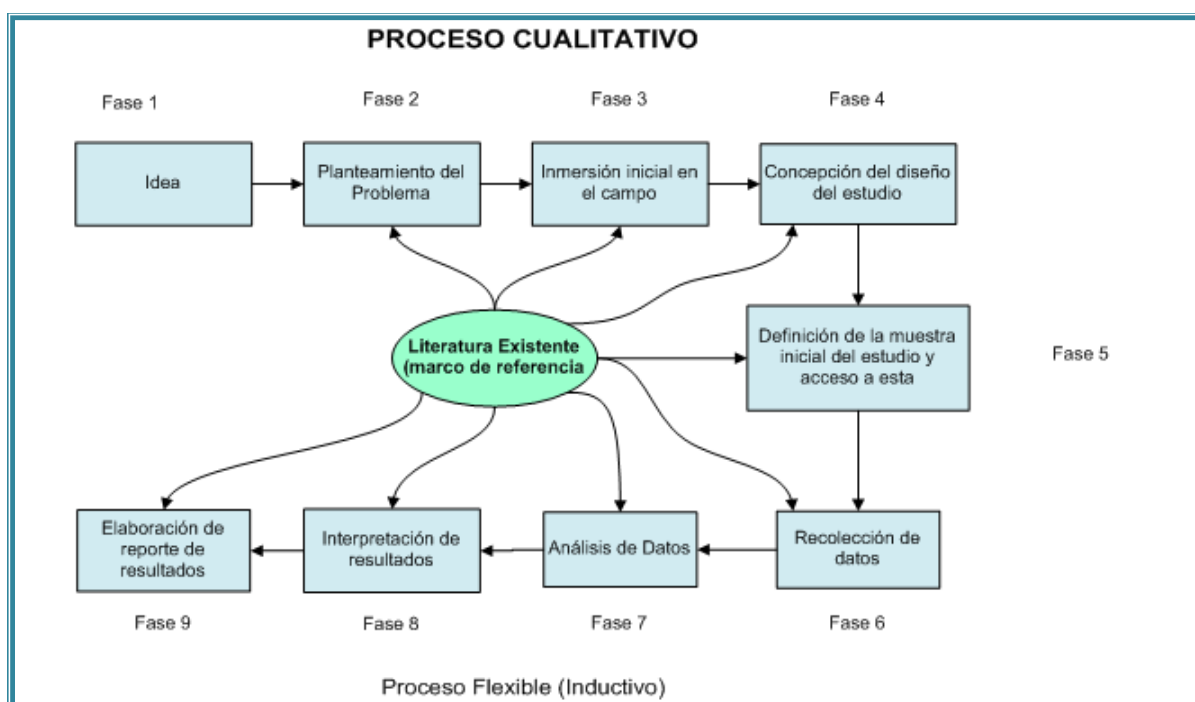 PROCESO CUALITATIVO
Fase 1
Fase 2
Fase 3
Fase 4
Idea
Planteamiento del
Problema
Inmersión inicial en
el campo
Concepción del diseño
del estudio
Literatura Existente
(marco de referencia
Definición de la muestra
inicial del estudio y
acceso a esta
Fase 5
Elaboración de
reporte de
resultados
Interpretación de
resultados
Análisis de Datos
Recolección de
datos
Fase 9
Fase 8
Fase 7
Fase 6
Proceso Flexible (Inductivo)